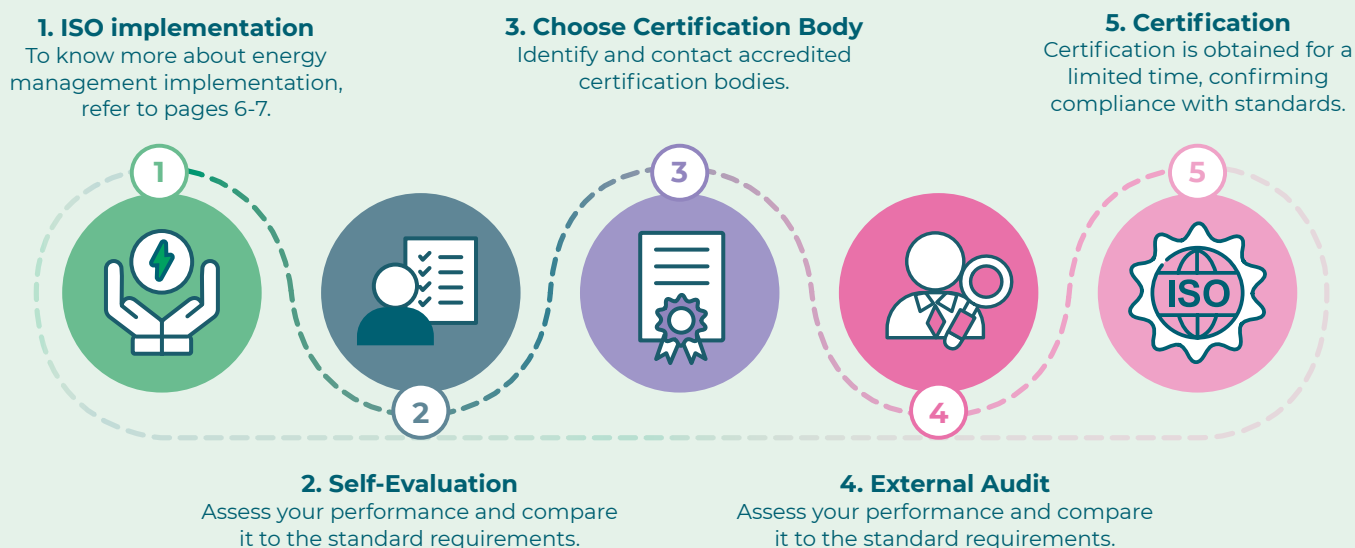 1. ISO implementation
To know more about energy
management implementation,
refer to pages 6-7.
3. Choose Certification Body
Identify and contact accredited
certification bodies.
5. Certification
Certification is obtained for a
limited time, confirming
compliance with standards.
1
2
3
4
5
ISO
2. Self-Evaluation
Assess your performance and compare
it to the standard requirements.
4. External Audit
Assess your performance and compare
it to the standard requirements.